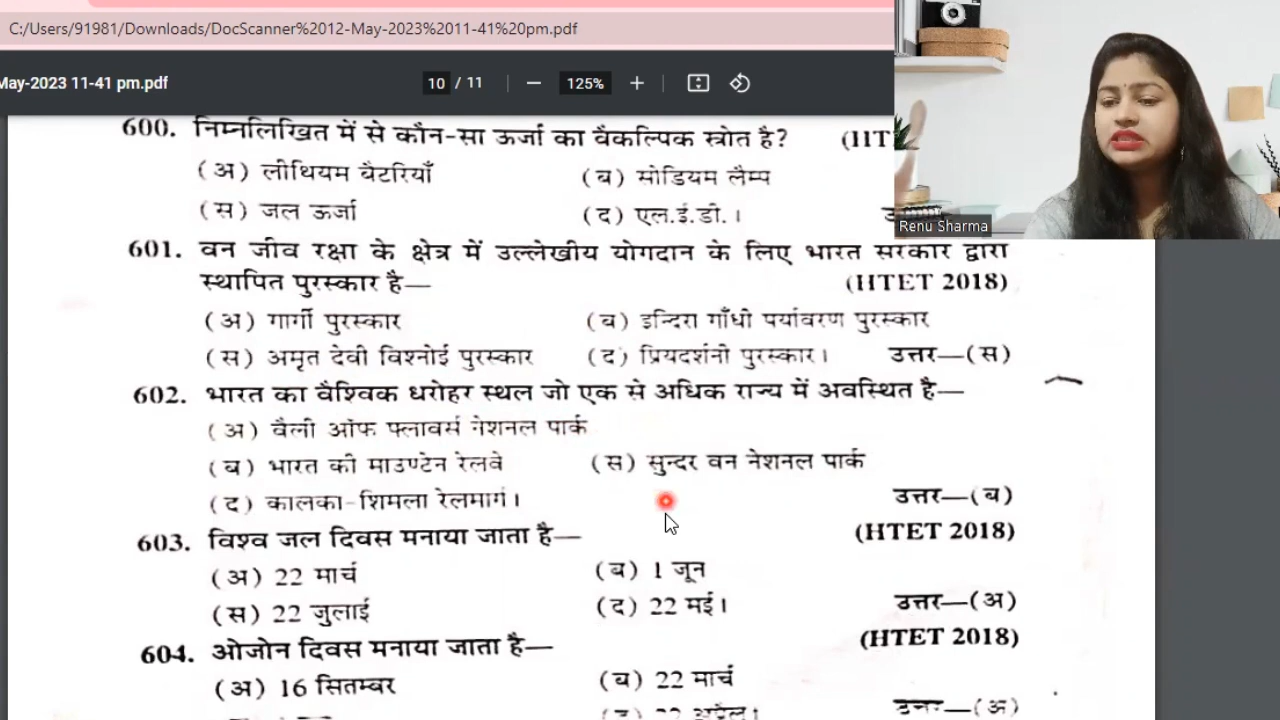 C:/Users/91981/Downloads/DocScanner%2012-May-2023%2011-41%20pm.pdf
May-2023 11-41 pm.pdf
10 / 11
125%
Renu Sharma
600. निम्नलिखित में से कौन-सा ऊर्जा का वैकल्पिक स्त्रोत है?
(अ) लीथियम बैटरियाँ (ब) सोडियम लैम्प
(स) जल ऊर्जा (द) एल.ई.डी.।
601. वन जीव रक्षा के क्षेत्र में उल्लेखीय योगदान के लिए भारत सरकार द्वारा
स्थापित पुरस्कार है— (HTET 2018)
(अ) गार्गी पुरस्कार (ब) इन्दिरा गाँधी पर्यावरण पुरस्कार
(स) अमृत देवी विश्नोई पुरस्कार (द) प्रियदर्शनी पुरस्कार। उत्तर—(स)
602. भारत का वैश्विक धरोहर स्थल जो एक से अधिक राज्य में अवस्थित है—
(अ) वैली ऑफ फ्लावर्स नेशनल पार्क
(ब) भारत की माउण्टेन रेलवे (स) सुन्दर वन नेशनल पार्क
(द) कालका-शिमला रेलमार्ग। उत्तर—(ब)
603. विश्व जल दिवस मनाया जाता है— (HTET 2018)
(अ) 22 मार्च (ब) 1 जून
(स) 22 जुलाई (द) 22 मई। उत्तर—(अ)
604. ओजोन दिवस मनाया जाता है— (HTET 2018)
(अ) 16 सितम्बर (ब) 22 मार्च
22 अप्रैल। उत्तर—(अ)